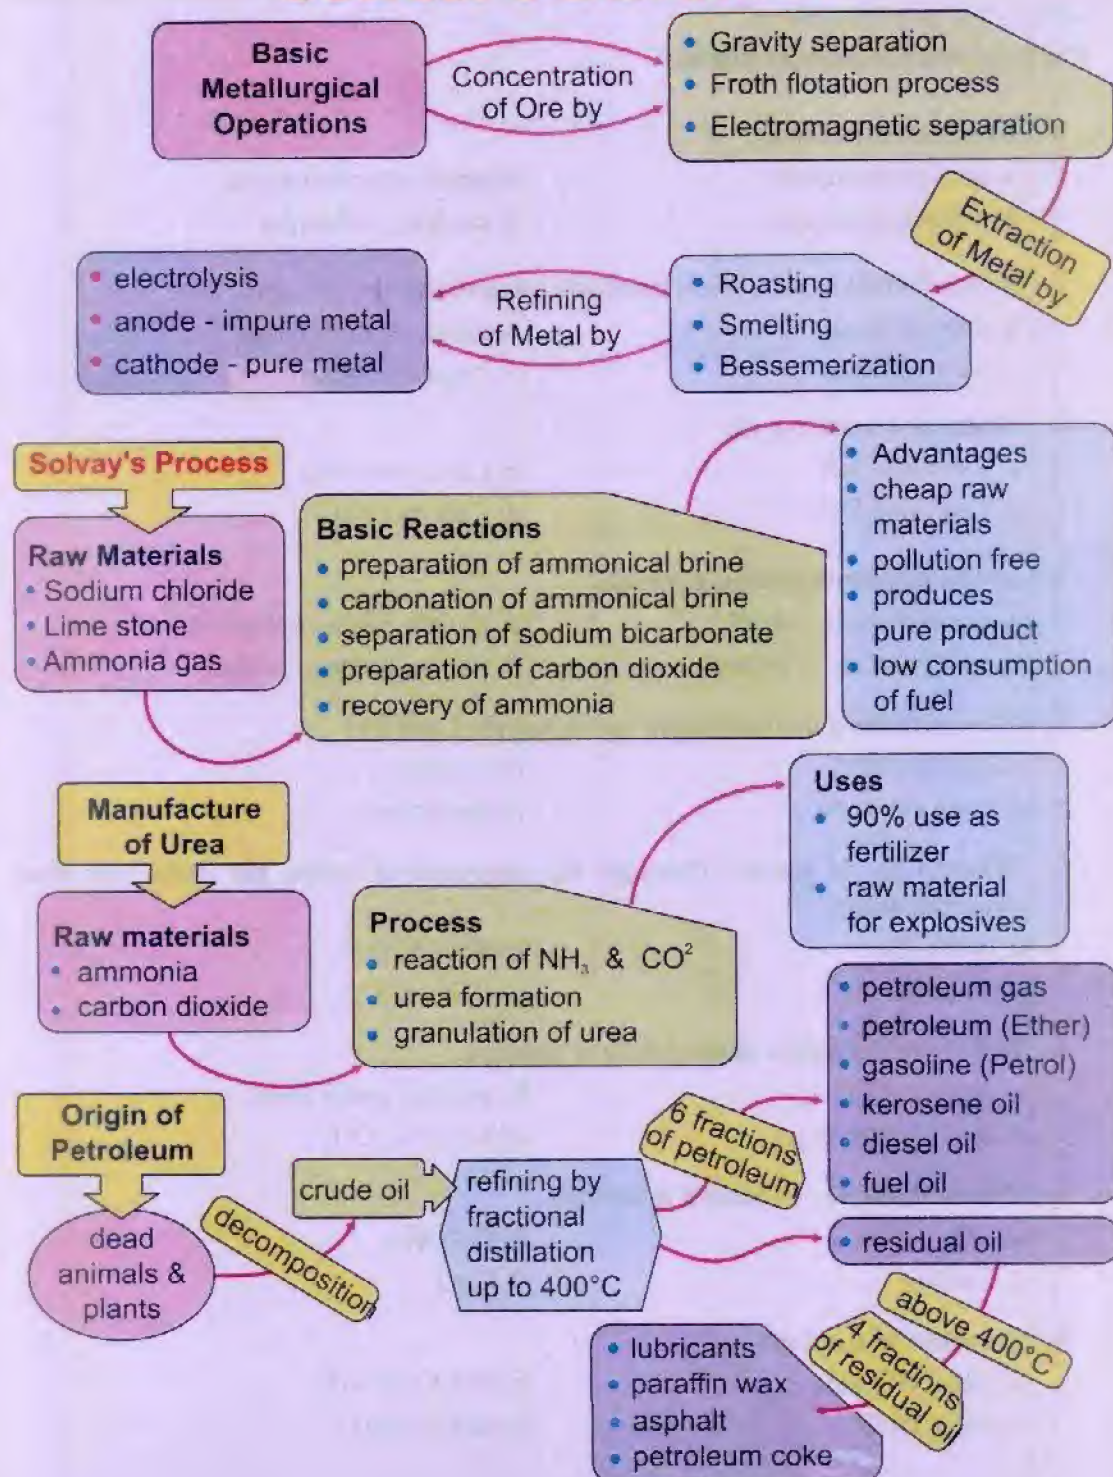 Basic
Metallurgical
Operations
Concentration
of Ore by
• Gravity separation
• Froth flotation process
• Electromagnetic separation
Extraction
of Metal by
• Roasting
• Smelting
• Bessemerization
Refining
of Metal by
• electrolysis
• anode - impure metal
• cathode - pure metal
Solvay's Process
Raw Materials
• Sodium chloride
• Lime stone
• Ammonia gas
Basic Reactions
• preparation of ammonical brine
• carbonation of ammonical brine
• separation of sodium bicarbonate
• preparation of carbon dioxide
• recovery of ammonia
• Advantages
• cheap raw
materials
• pollution free
• produces
pure product
• low consumption
of fuel
Manufacture
of Urea
Raw materials
• ammonia
• carbon dioxide
Process
• reaction of NH₃ & CO²
• urea formation
• granulation of urea
Uses
• 90% use as
fertilizer
• raw material
for explosives
Origin of
Petroleum
dead
animals &
plants
decomposition
crude oil
refining by
fractional
distillation
up to 400°C
6 fractions
of petroleum
• petroleum gas
• petroleum (Ether)
• gasoline (Petrol)
• kerosene oil
• diesel oil
• fuel oil
• residual oil
above 400°C
4 fractions
of residual oil
• lubricants
• paraffin wax
• asphalt
• petroleum coke